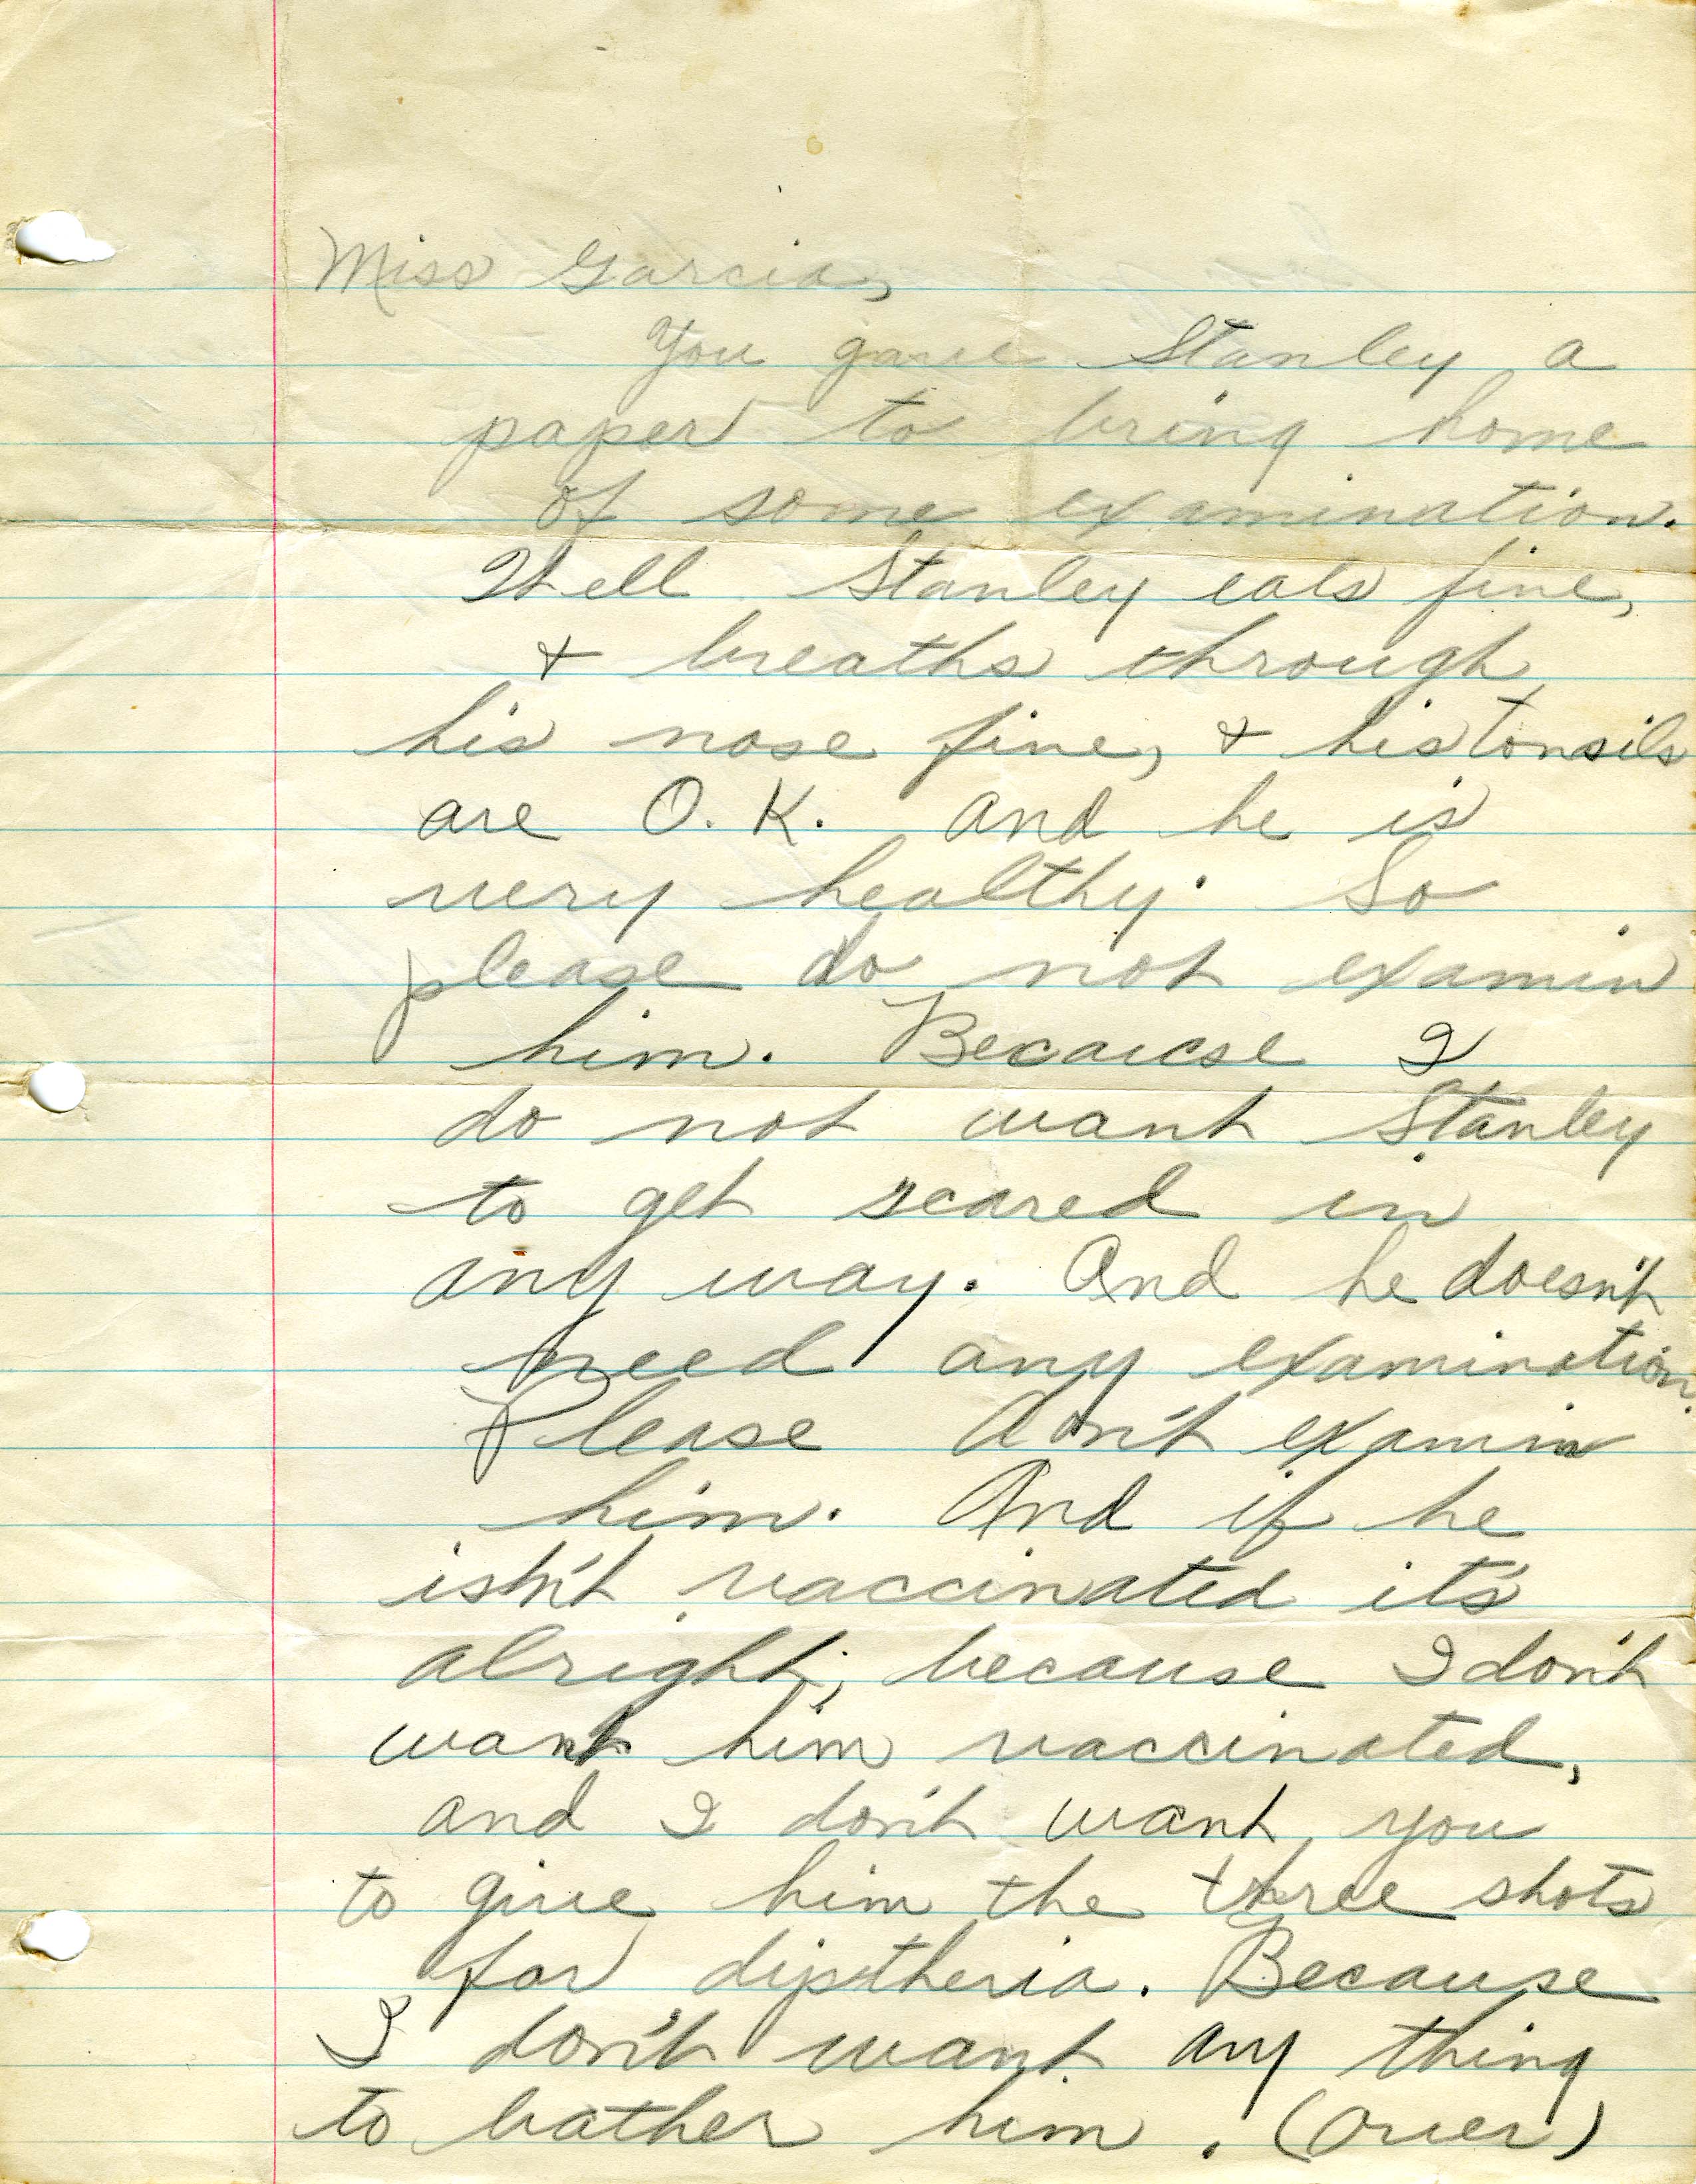 Miss Garcia,
You gave Stanley a
paper to bring home
of some examination.
Well Stanley eats fine,
+ breaths through
his nose fine, + his tonsils
are O.K. and he is
very healthy. So
please do not examin
him. Because I
do not want Stanley
to get scared in
any way. And he doesn't
need any examination.
Please don't examin
him. And if he
isn't vaccinated it's
alright; because I don't
want him vaccinated,
and I don't want you
to give him the three shots
for diptheria. Because
I don't want any thing
to bather him. (Over)